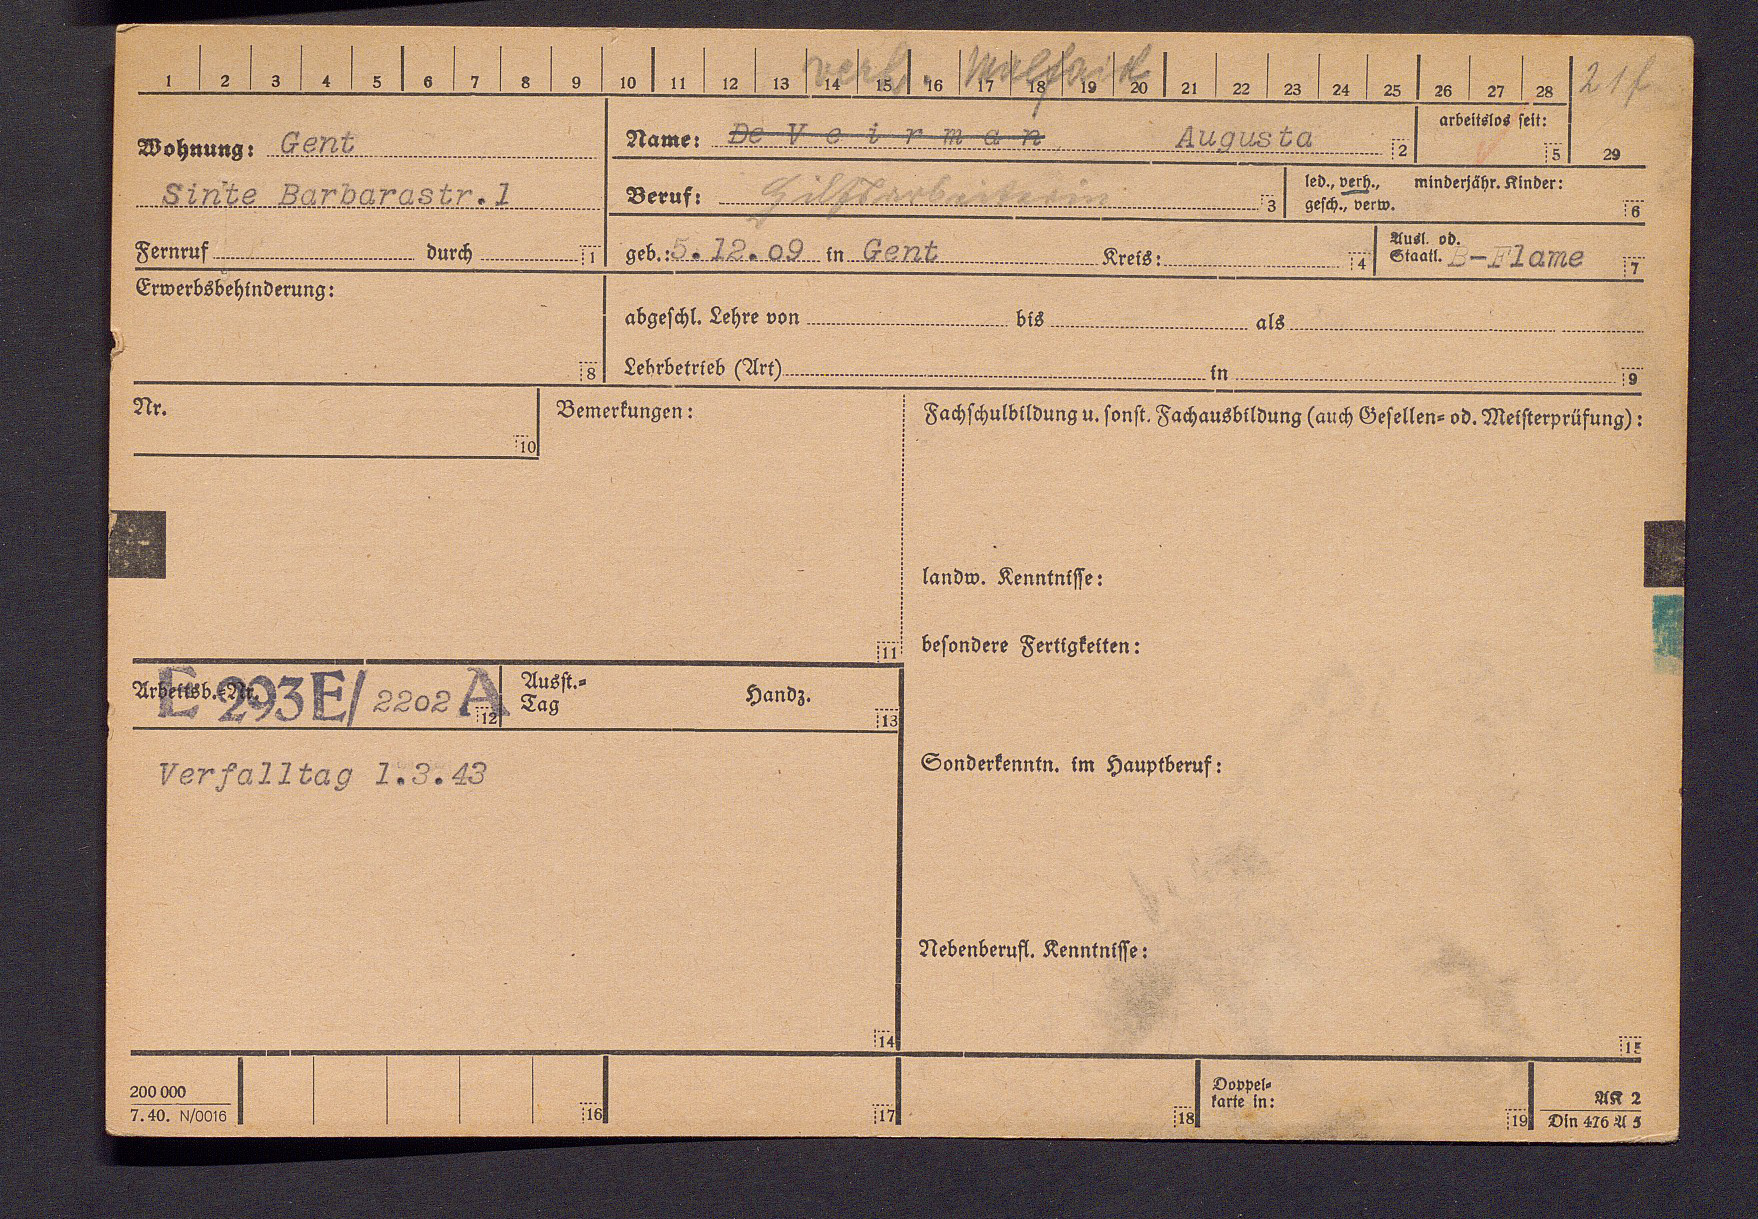 1 2 3 4 5 6 7 8 9 10 11 12 13 14 15 16 17 18 19 20 21 22 23 24 25 26 27 28
verh. Malfait
21f
Wohnung: Gent
Name: De Veirman Augusta 2
arbeitslos seit: 5
29
Sinte Barbarastr.1
Beruf: Hilfsarbeiterin 3
led., verh., minderjähr. Kinder:
gesch., verw. 6
Fernruf durch 1
geb.: 5.12.09 in Gent Kreis: 4
Ausl. od.
Staatl. B-Flame 7
Erwerbsbehinderung: 8
abgeschl. Lehre von bis als
Lehrbetrieb (Art) in 9
Nr. 10
Bemerkungen: 11
Fachschulbildung u. sonst. Fachausbildung (auch Gesellen= od. Meisterprüfung):
landw. Kenntnisse:
besondere Fertigkeiten:
Arbeitsb.=Nr. E 293E/ 2202 A 12
Ausst.=
Tag Handz. 13
Verfalltag 1.3.43
Sonderkenntn. im Hauptberuf:
Nebenberufl. Kenntnisse:
14
15
200 000
7.40. N/0016
16 17 18
Doppel=
karte in: 19
AK 2
Din 476 A 5